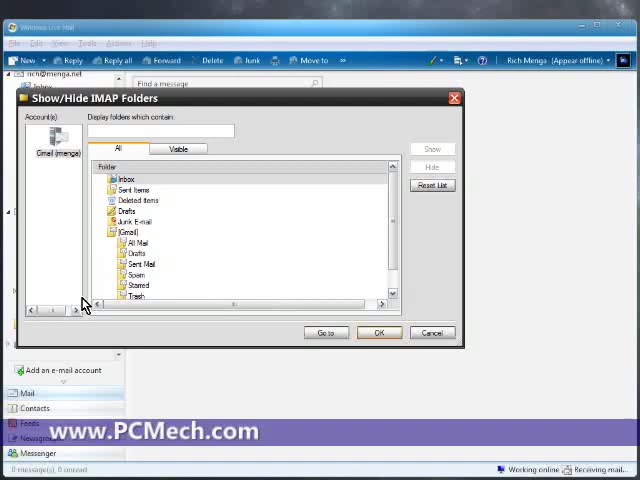 Windows Live Mail
File Edit View Tools Actions Help
New Reply Reply all Forward Delete Junk Move to Rich Menga (Appear offline)
rich@menga.net
Inbox
Find a message
Show/Hide IMAP Folders
Account(s)
Display folders which contain:
Gmail (menga)
All Visible
Show
Folder
Hide
Inbox
Reset List
Sent Items
Deleted Items
Drafts
Junk E-mail
[Gmail]
All Mail
Drafts
Sent Mail
Spam
Starred
Trash
Go to OK Cancel
Add an e-mail account
Mail
Contacts
Feeds
www.PCMech.com
Newsgroups
Messenger
0 message(s), 0 unread
Working online Receiving mail...